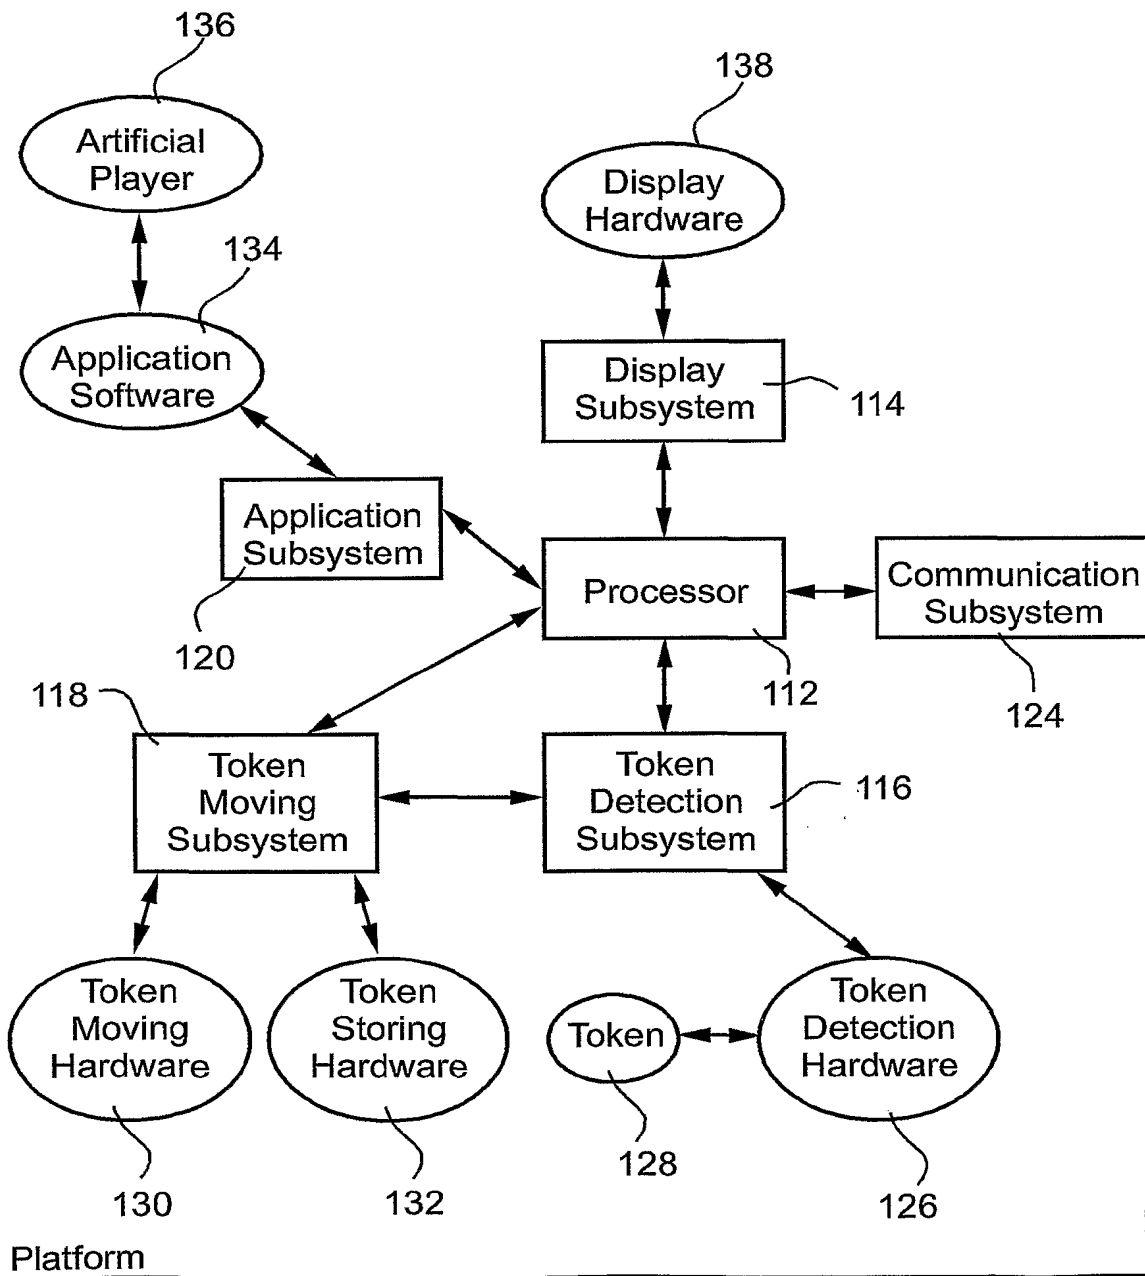 136
Artificial
Player
138
Display
Hardware
134
Application
Software
Display
Subsystem
114
Application
Subsystem
120
Processor
112
Communication
Subsystem
124
118
Token
Moving
Subsystem
Token
Detection
Subsystem
116
Token
Moving
Hardware
130
Token
Storing
Hardware
132
Token
128
Token
Detection
Hardware
126
Platform